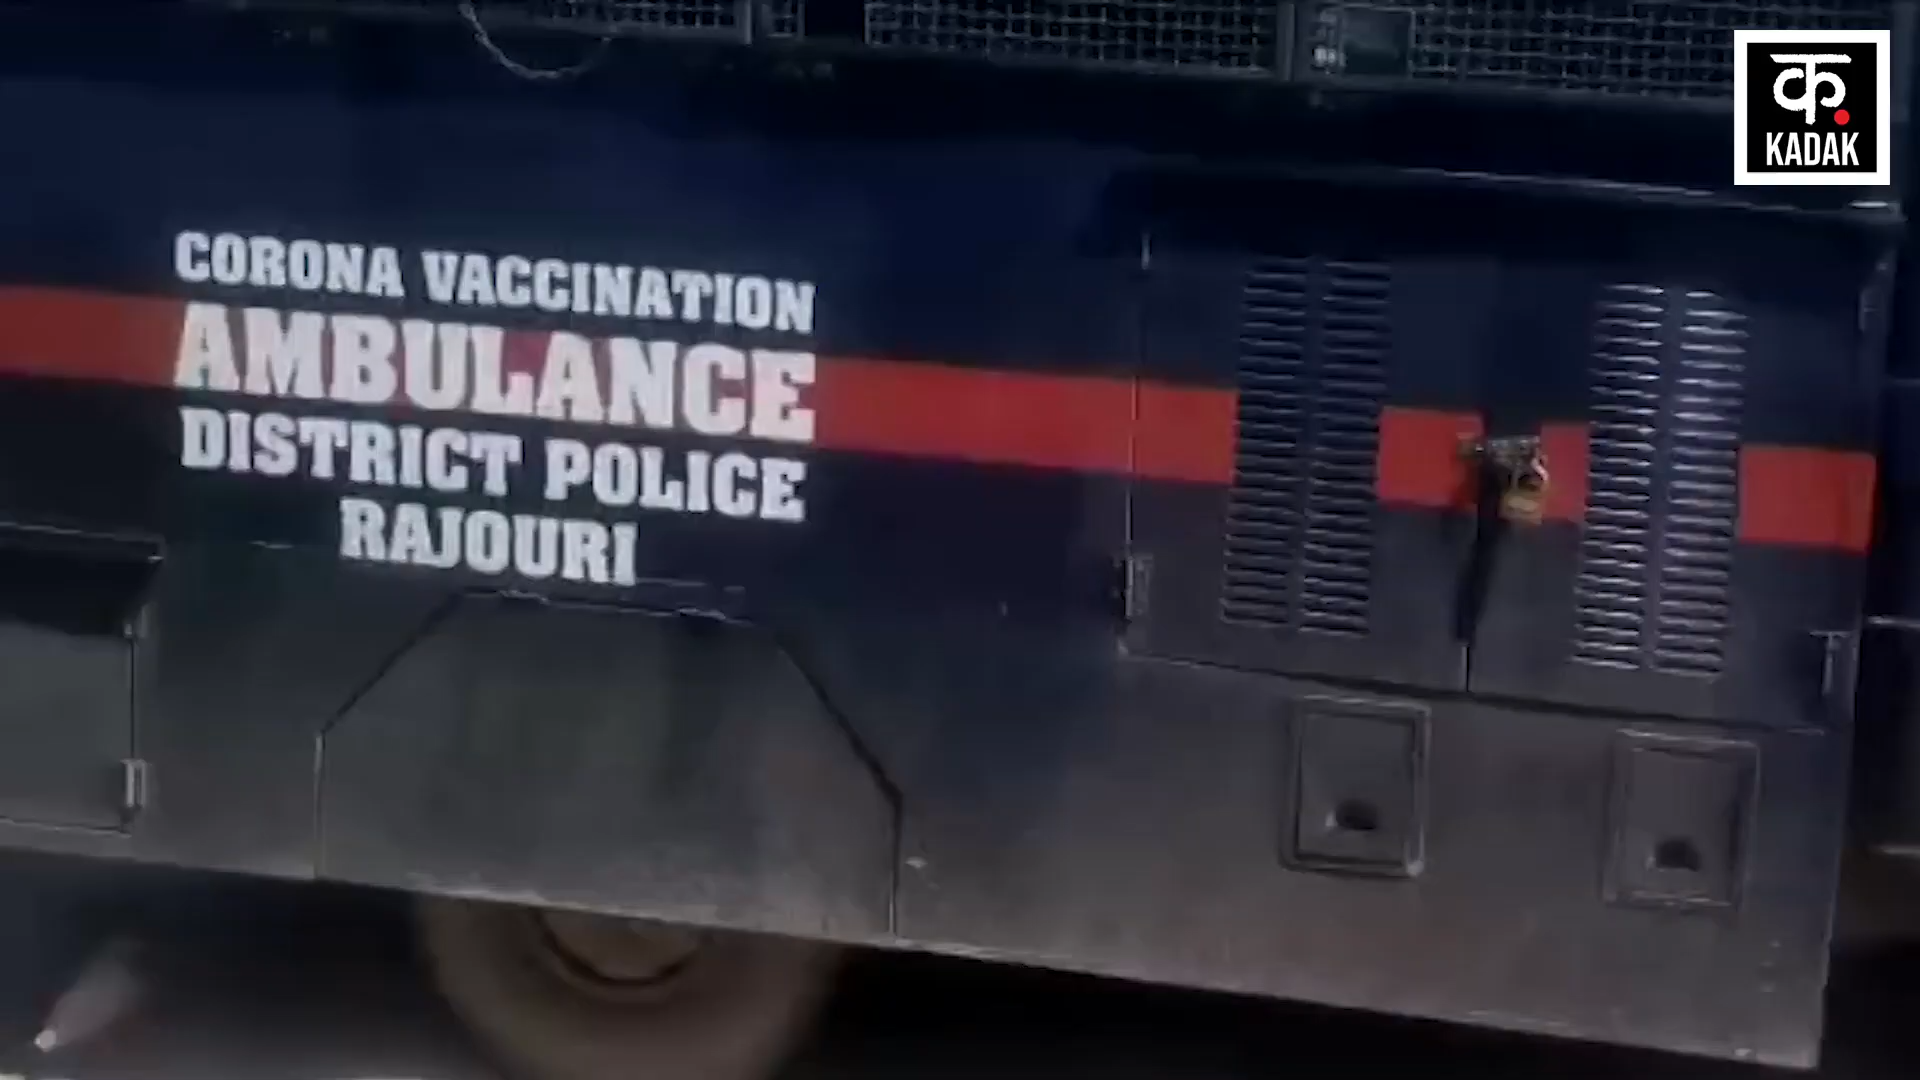 CORONA VACCINATION
AMBULANCE
DISTRICT POLICE
RAJOURI
क.
KADAK